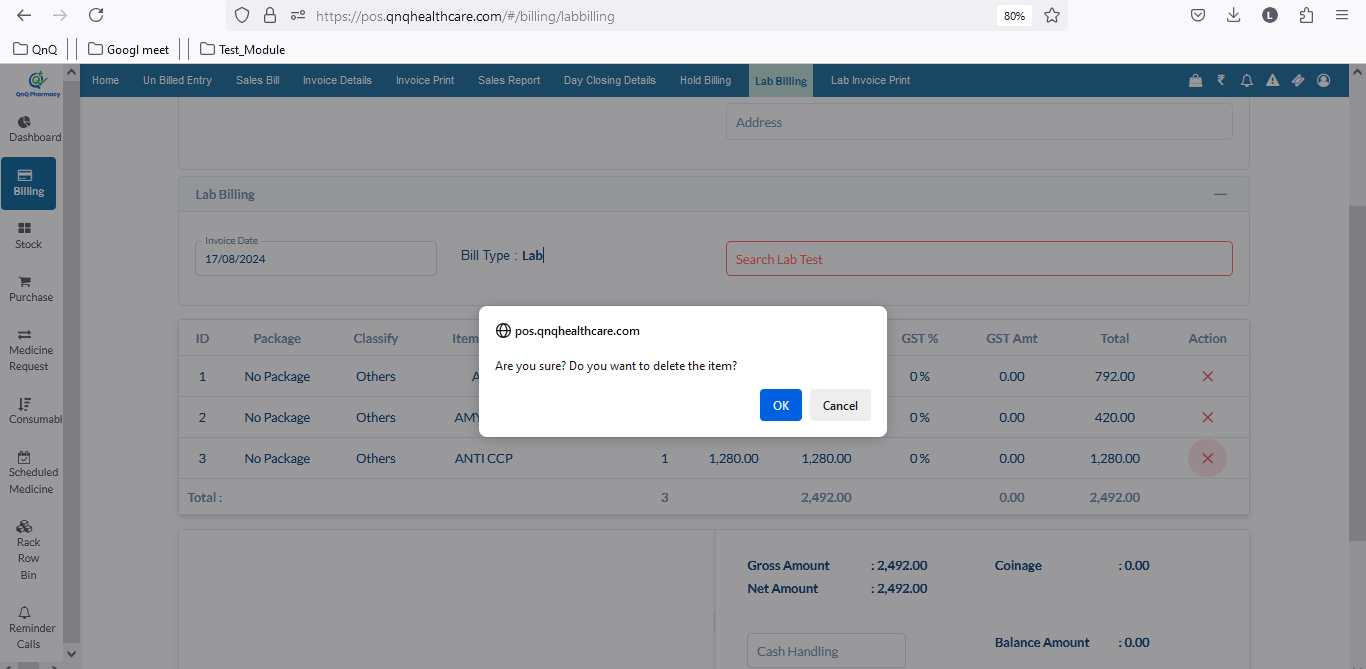 https://pos.qnqhealthcare.com/#/billing/labbilling 80% L
QnQ Googl meet Test_Module
QnQ Pharmacy Home Un Billed Entry Sales Bill Invoice Details Invoice Print Sales Report Day Closing Details Hold Billing Lab Billing Lab Invoice Print ₹
Dashboard
Billing
Stock
Purchase
Medicine
Request
Consumabl
Scheduled
Medicine
Rack
Row
Bin
Reminder
Calls
Address
Lab Billing
Invoice Date
17/08/2024 Bill Type : Lab Search Lab Test
ID Package Classify Item GST % GST Amt Total Action
1 No Package Others A 0 % 0.00 792.00
2 No Package Others AMY 0 % 0.00 420.00
3 No Package Others ANTI CCP 1 1,280.00 1,280.00 0 % 0.00 1,280.00
Total : 3 2,492.00 0.00 2,492.00
pos.qnqhealthcare.com
Are you sure? Do you want to delete the item?
OK Cancel
Gross Amount : 2,492.00 Coinage : 0.00
Net Amount : 2,492.00
Cash Handling Balance Amount : 0.00